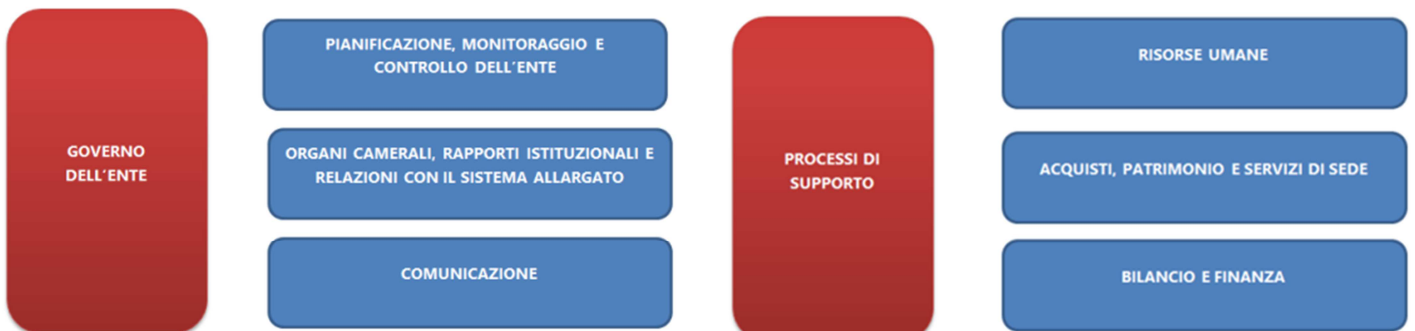 GOVERNO
DELL'ENTE
PIANIFICAZIONE, MONITORAGGIO E
CONTROLLO DELL'ENTE
ORGANI CAMERALI, RAPPORTI ISTITUZIONALI E
RELAZIONI CON IL SISTEMA ALLARGATO
COMUNICAZIONE
PROCESSI DI
SUPPORTO
RISORSE UMANE
ACQUISTI, PATRIMONIO E SERVIZI DI SEDE
BILANCIO E FINANZA